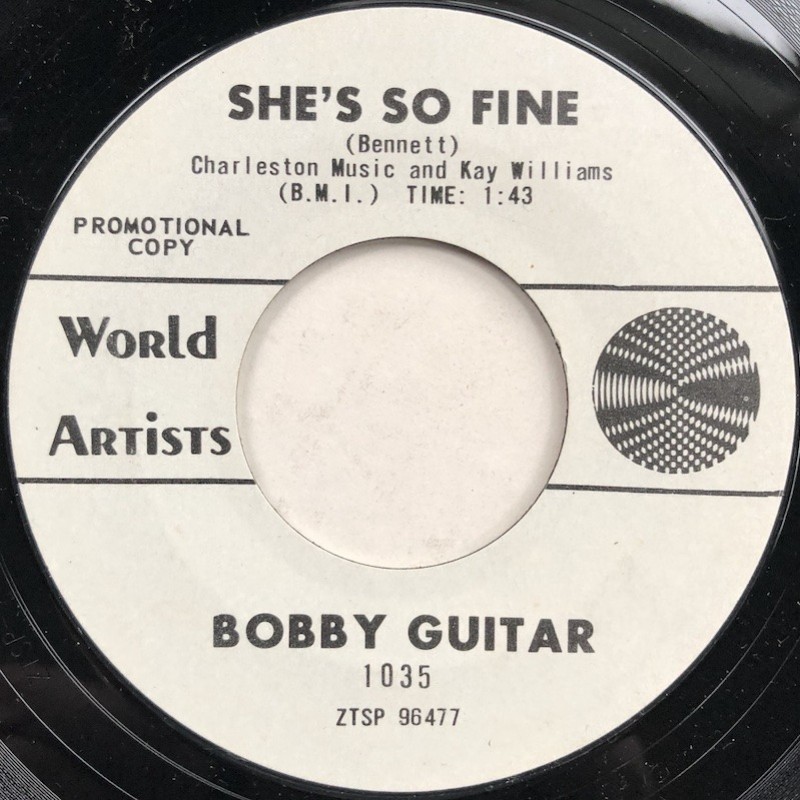 SHE'S SO FINE
(Bennett)
Charleston Music and Kay Williams
(B.M.I.) TIME: 1:43
PROMOTIONAL
COPY
World
Artists
BOBBY GUITAR
1035
ZTSP 96477